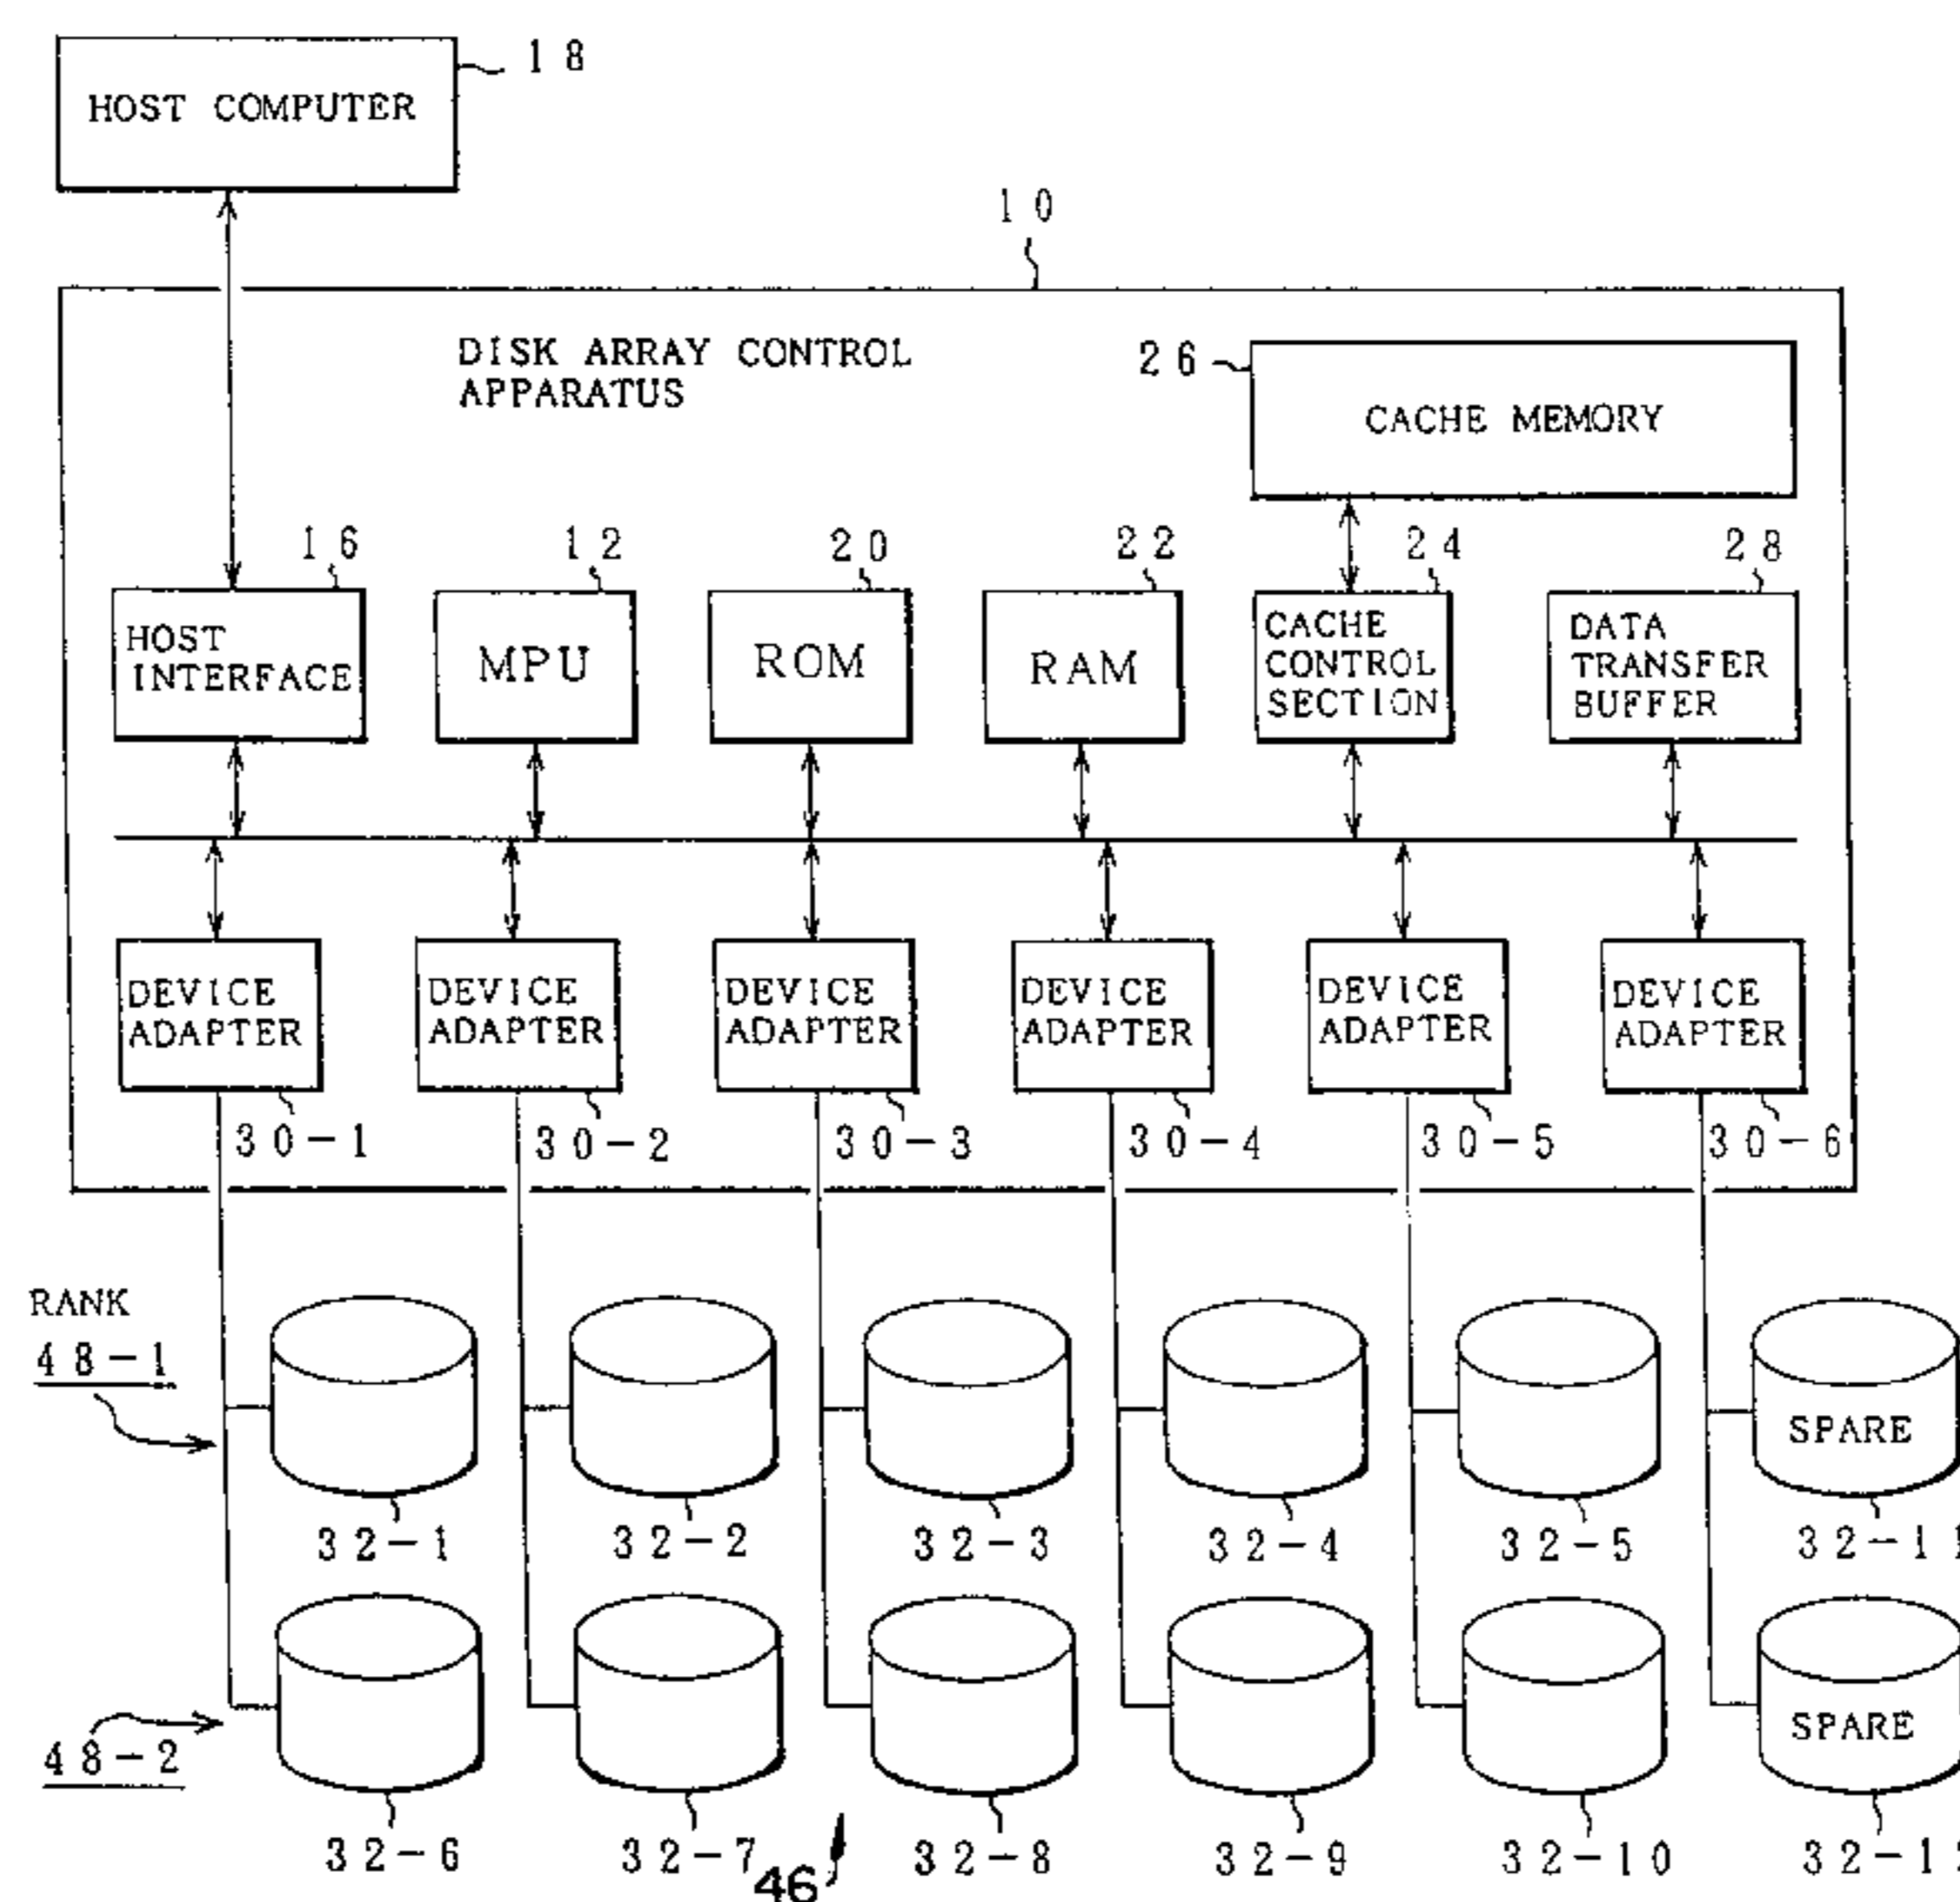 18
HOST COMPUTER
10
DISK ARRAY CONTROL
APPARATUS
26
CACHE MEMORY
16
12
20
22
24
28
HOST
INTERFACE
MPU
ROM
RAM
CACHE
CONTROL
SECTION
DATA
TRANSFER
BUFFER
DEVICE
ADAPTER
DEVICE
ADAPTER
DEVICE
ADAPTER
DEVICE
ADAPTER
DEVICE
ADAPTER
DEVICE
ADAPTER
30-1
30-2
30-3
30-4
30-5
30-6
RANK
48-1
SPARE
32-1
32-2
32-3
32-4
32-5
32-11
48-2
SPARE
32-6
32-7
46
32-8
32-9
32-10